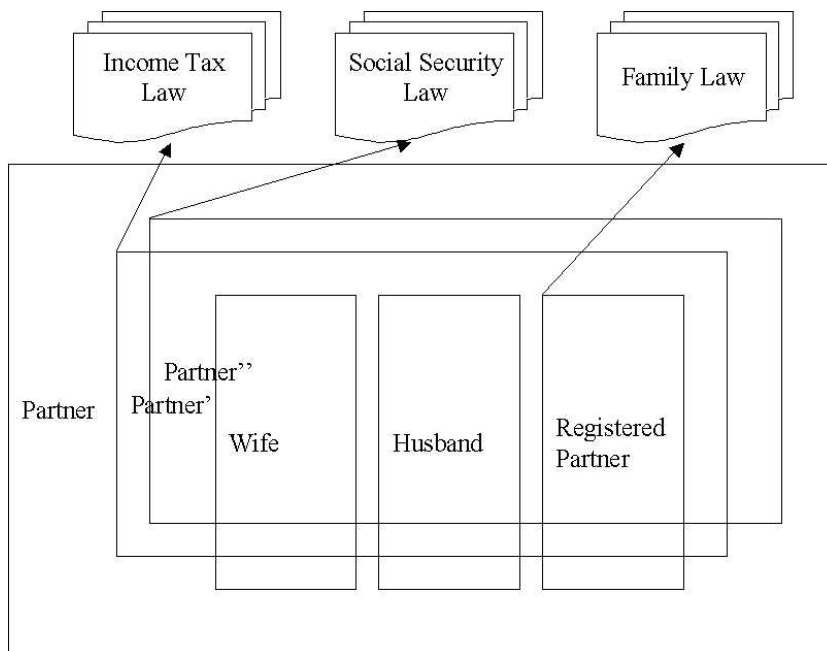 Income Tax
Law
Social Security
Law
Family Law
Partner’’
Partner’
Partner
Wife
Husband
Registered
Partner